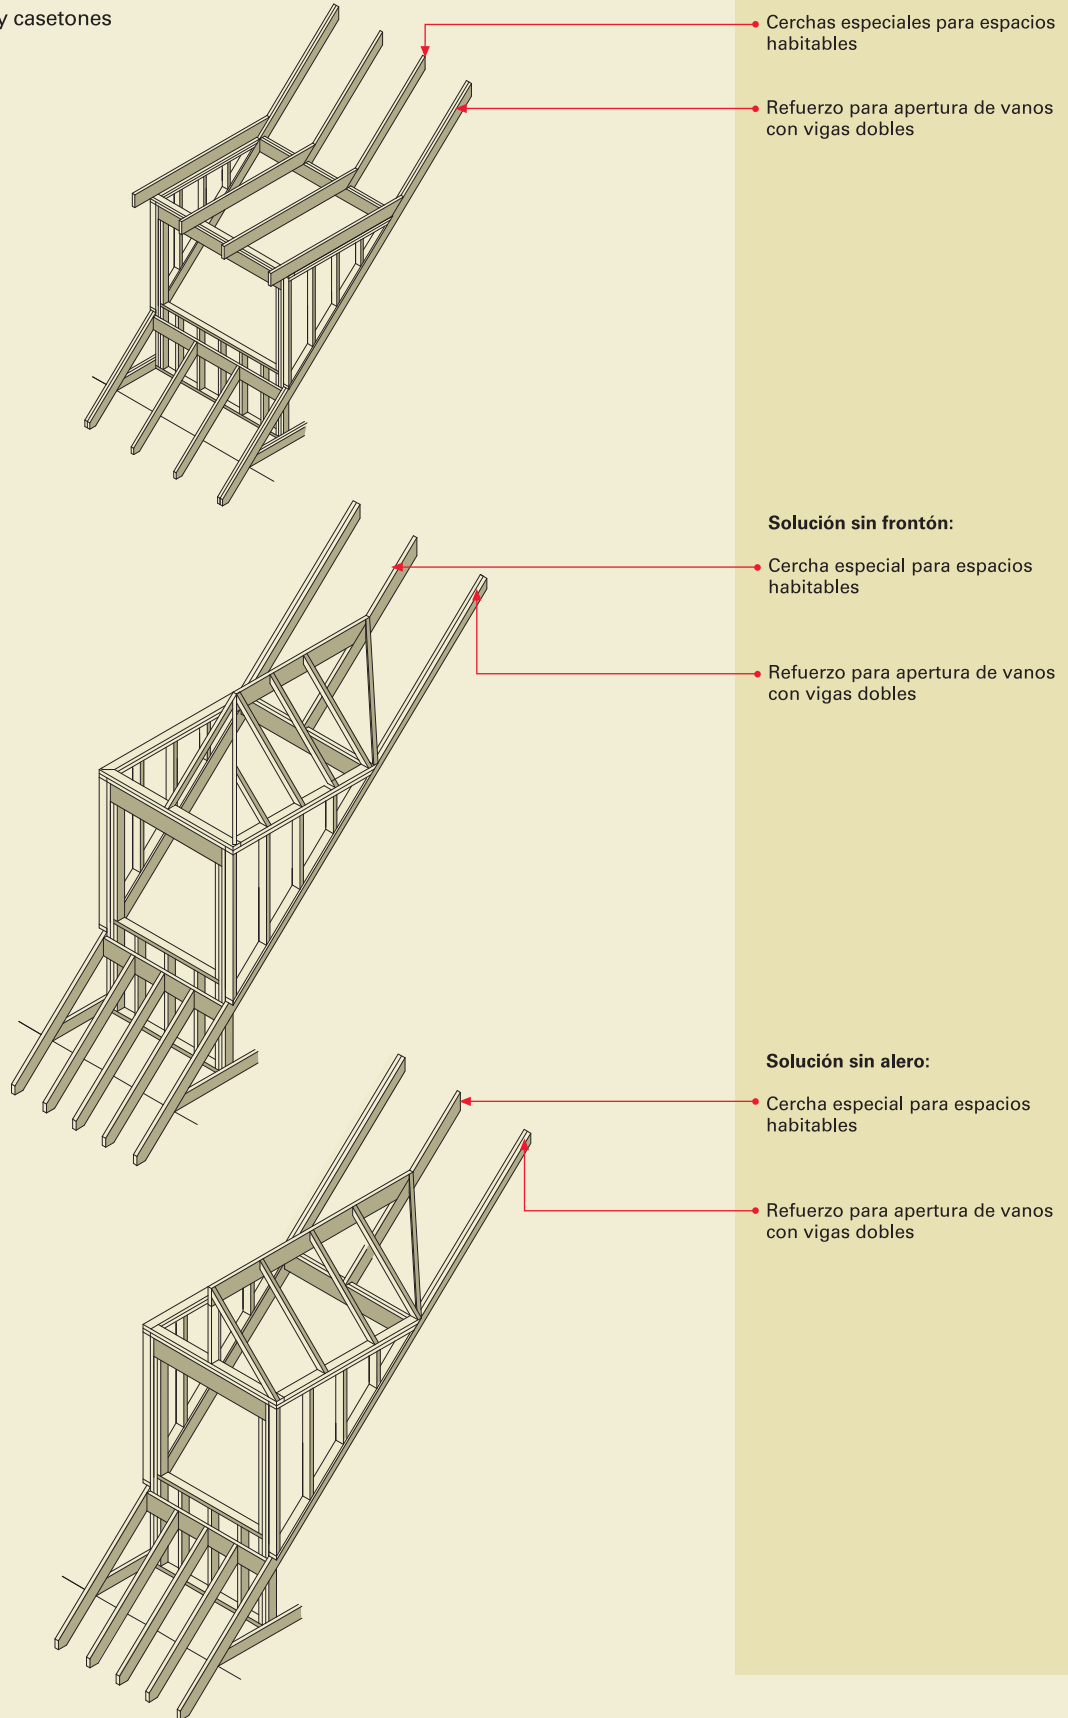 y casetones
Cerchas especiales para espacios
habitables
Refuerzo para apertura de vanos
con vigas dobles
Solución sin frontón:
Cercha especial para espacios
habitables
Refuerzo para apertura de vanos
con vigas dobles
Solución sin alero:
Cercha especial para espacios
habitables
Refuerzo para apertura de vanos
con vigas dobles